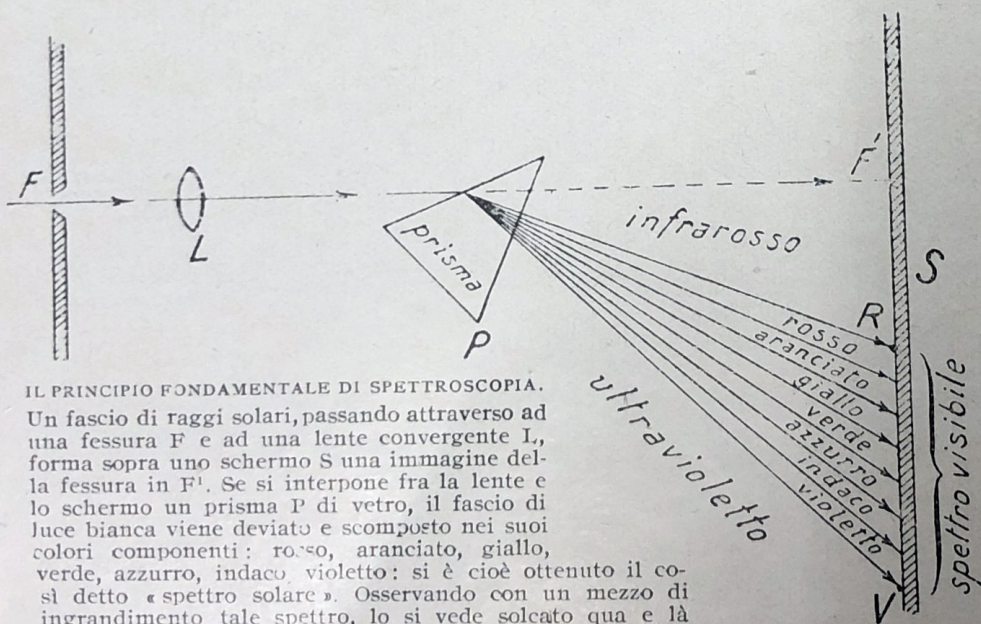 F
L
prisma
P
F'
infrarosso
S
R
rosso
aranciato
giallo
verde
azzurro
indaco
violetto
V
ultravioletto
spettro visibile
IL PRINCIPIO FONDAMENTALE DI SPETTROSCOPIA.
Un fascio di raggi solari, passando attraverso ad
una fessura F e ad una lente convergente L,
forma sopra uno schermo S una immagine del-
la fessura in F¹. Se si interpone fra la lente e
lo schermo un prisma P di vetro, il fascio di
luce bianca viene deviato e scomposto nei suoi
colori componenti: rosso, aranciato, giallo,
verde, azzurro, indaco violetto: si è cioè ottenuto il co-
sì detto « spettro solare ». Osservando con un mezzo di
ingrandimento tale spettro, lo si vede solcato qua e là